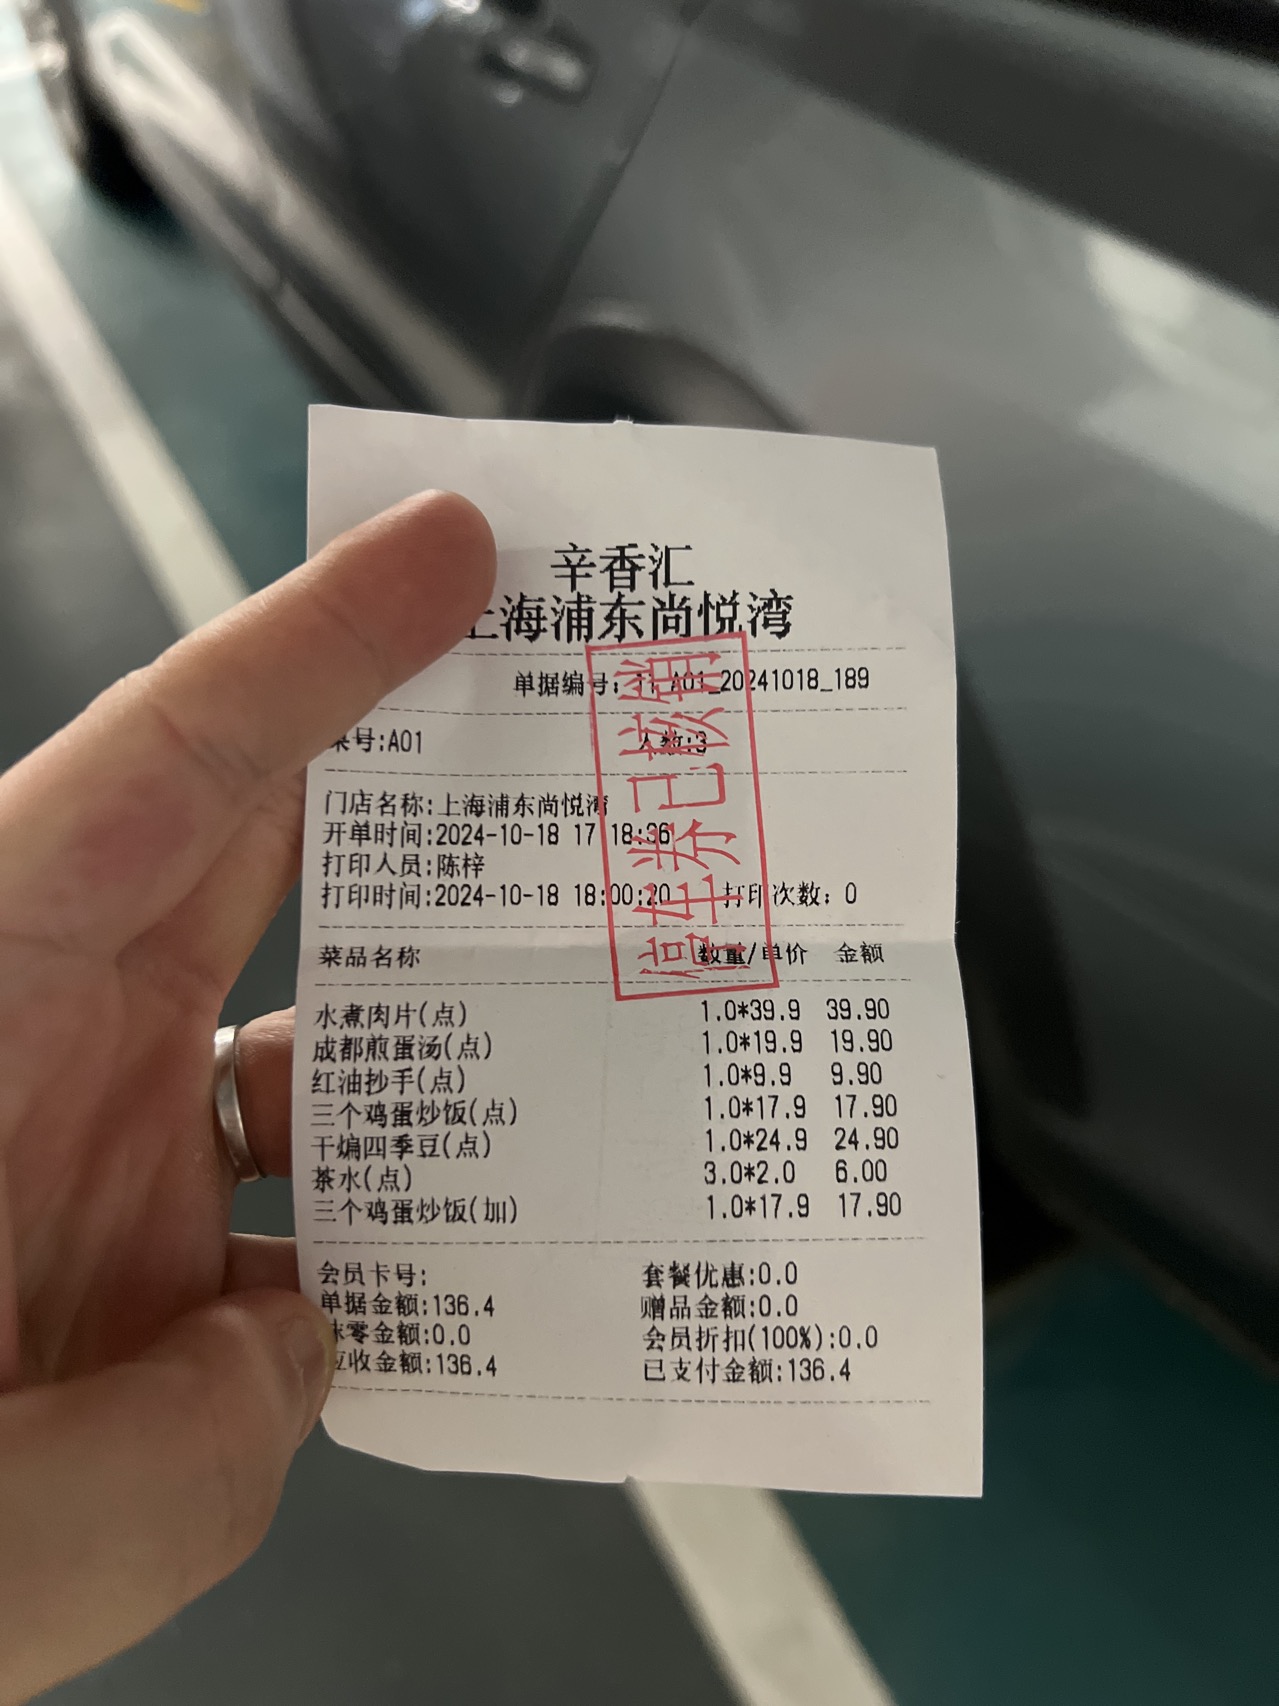 辛香汇
上海浦东尚悦湾
单据编号:11_A01_20241018_189
桌号:A01 人数:3
门店名称:上海浦东尚悦湾
开单时间:2024-10-18 17:18:36
打印人员:陈梓
打印时间:2024-10-18 18:00:20 打印次数:0
菜品名称 数量/单价 金额
水煮肉片(点) 1.0*39.9 39.90
成都煎蛋汤(点) 1.0*19.9 19.90
红油抄手(点) 1.0*9.9 9.90
三个鸡蛋炒饭(点) 1.0*17.9 17.90
干煸四季豆(点) 1.0*24.9 24.90
茶水(点) 3.0*2.0 6.00
三个鸡蛋炒饭(加) 1.0*17.9 17.90
会员卡号: 套餐优惠:0.0
单据金额:136.4 赠品金额:0.0
抹零金额:0.0 会员折扣(100%):0.0
应收金额:136.4 已支付金额:136.4
停车券已核销